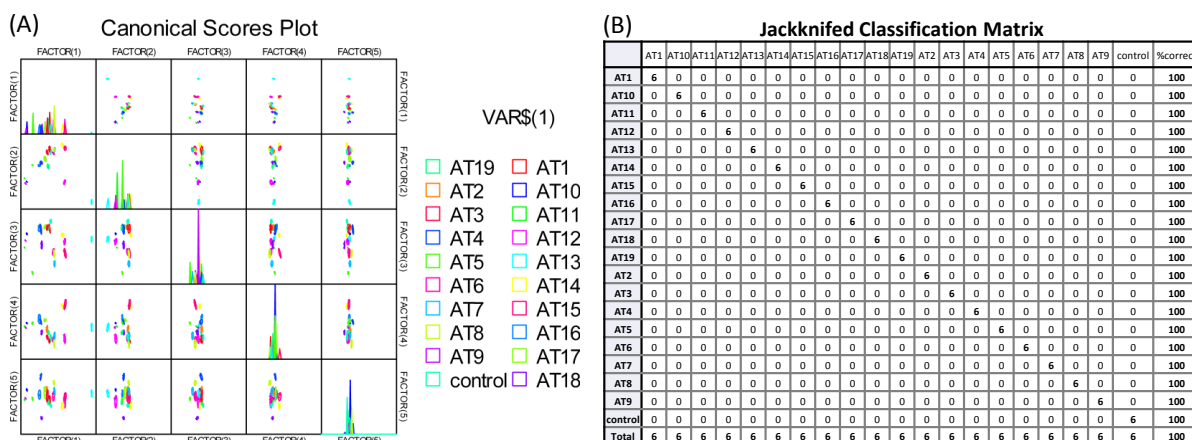 (A)
Canonical Scores Plot
FACTOR(1) FACTOR(2) FACTOR(3) FACTOR(4) FACTOR(5)
FACTOR(1) FACTOR(1)
FACTOR(2) FACTOR(2)
FACTOR(3) FACTOR(3)
FACTOR(4) FACTOR(4)
FACTOR(5) FACTOR(5)
FACTOR(1) FACTOR(2) FACTOR(3) FACTOR(4) FACTOR(5)
VAR$(1)
AT19 AT1
AT2 AT10
AT3 AT11
AT4 AT12
AT5 AT13
AT6 AT14
AT7 AT15
AT8 AT16
AT9 AT17
control AT18
(B)
Jackknifed Classification Matrix
AT1 AT10 AT11 AT12 AT13 AT14 AT15 AT16 AT17 AT18 AT19 AT2 AT3 AT4 AT5 AT6 AT7 AT8 AT9 control %correc
AT1 6 0 0 0 0 0 0 0 0 0 0 0 0 0 0 0 0 0 0 0 100
AT10 0 6 0 0 0 0 0 0 0 0 0 0 0 0 0 0 0 0 0 0 100
AT11 0 0 6 0 0 0 0 0 0 0 0 0 0 0 0 0 0 0 0 0 100
AT12 0 0 0 6 0 0 0 0 0 0 0 0 0 0 0 0 0 0 0 0 100
AT13 0 0 0 0 6 0 0 0 0 0 0 0 0 0 0 0 0 0 0 0 100
AT14 0 0 0 0 0 6 0 0 0 0 0 0 0 0 0 0 0 0 0 0 100
AT15 0 0 0 0 0 0 6 0 0 0 0 0 0 0 0 0 0 0 0 0 100
AT16 0 0 0 0 0 0 0 6 0 0 0 0 0 0 0 0 0 0 0 0 100
AT17 0 0 0 0 0 0 0 0 6 0 0 0 0 0 0 0 0 0 0 0 100
AT18 0 0 0 0 0 0 0 0 0 6 0 0 0 0 0 0 0 0 0 0 100
AT19 0 0 0 0 0 0 0 0 0 0 6 0 0 0 0 0 0 0 0 0 100
AT2 0 0 0 0 0 0 0 0 0 0 0 6 0 0 0 0 0 0 0 0 100
AT3 0 0 0 0 0 0 0 0 0 0 0 0 6 0 0 0 0 0 0 0 100
AT4 0 0 0 0 0 0 0 0 0 0 0 0 0 6 0 0 0 0 0 0 100
AT5 0 0 0 0 0 0 0 0 0 0 0 0 0 0 6 0 0 0 0 0 100
AT6 0 0 0 0 0 0 0 0 0 0 0 0 0 0 0 6 0 0 0 0 100
AT7 0 0 0 0 0 0 0 0 0 0 0 0 0 0 0 0 6 0 0 0 100
AT8 0 0 0 0 0 0 0 0 0 0 0 0 0 0 0 0 0 6 0 0 100
AT9 0 0 0 0 0 0 0 0 0 0 0 0 0 0 0 0 0 0 6 0 100
control 0 0 0 0 0 0 0 0 0 0 0 0 0 0 0 0 0 0 0 6 100
Total 6 6 6 6 6 6 6 6 6 6 6 6 6 6 6 6 6 6 6 6 100